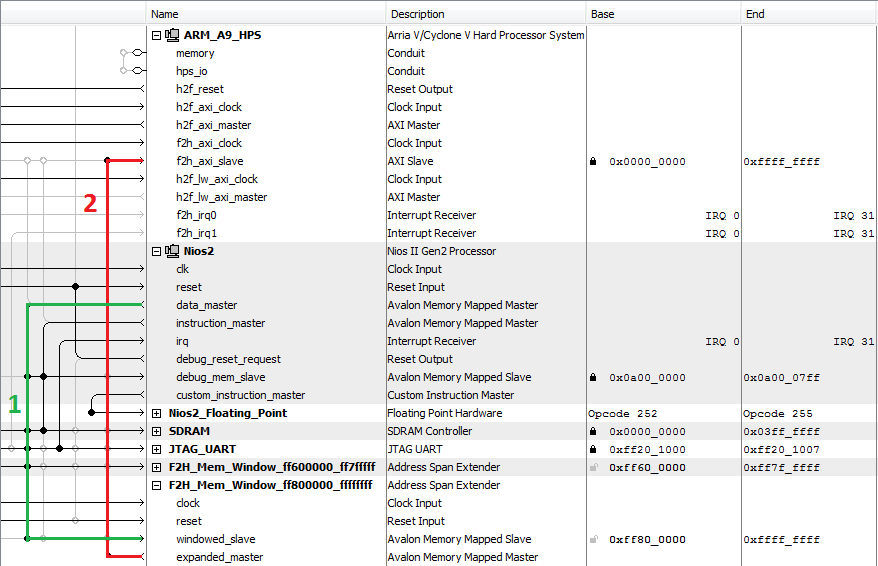 Name Description Base End
ARM_A9_HPS Arria V/Cyclone V Hard Processor System
memory Conduit
hps_io Conduit
h2f_reset Reset Output
h2f_axi_clock Clock Input
h2f_axi_master AXI Master
f2h_axi_clock Clock Input
f2h_axi_slave AXI Slave 0x0000_0000 0xffff_ffff
h2f_lw_axi_clock Clock Input
2 h2f_lw_axi_master AXI Master
f2h_irq0 Interrupt Receiver IRQ 0 IRQ 31
f2h_irq1 Interrupt Receiver IRQ 0 IRQ 31
Nios2 Nios II Gen2 Processor
clk Clock Input
reset Reset Input
data_master Avalon Memory Mapped Master
instruction_master Avalon Memory Mapped Master
irq Interrupt Receiver IRQ 0 IRQ 31
debug_reset_request Reset Output
debug_mem_slave Avalon Memory Mapped Slave 0x0a00_0000 0x0a00_07ff
1 custom_instruction_master Custom Instruction Master
Nios2_Floating_Point Floating Point Hardware Opcode 252 Opcode 255
SDRAM SDRAM Controller 0x0000_0000 0x03ff_ffff
JTAG_UART JTAG UART 0xff20_1000 0xff20_1007
F2H_Mem_Window_ff600000_ff7fffff Address Span Extender 0xff60_0000 0xff7f_ffff
F2H_Mem_Window_ff800000_ffffffff Address Span Extender
clock Clock Input
reset Reset Input
windowed_slave Avalon Memory Mapped Slave 0xff80_0000 0xffff_ffff
expanded_master Avalon Memory Mapped Master